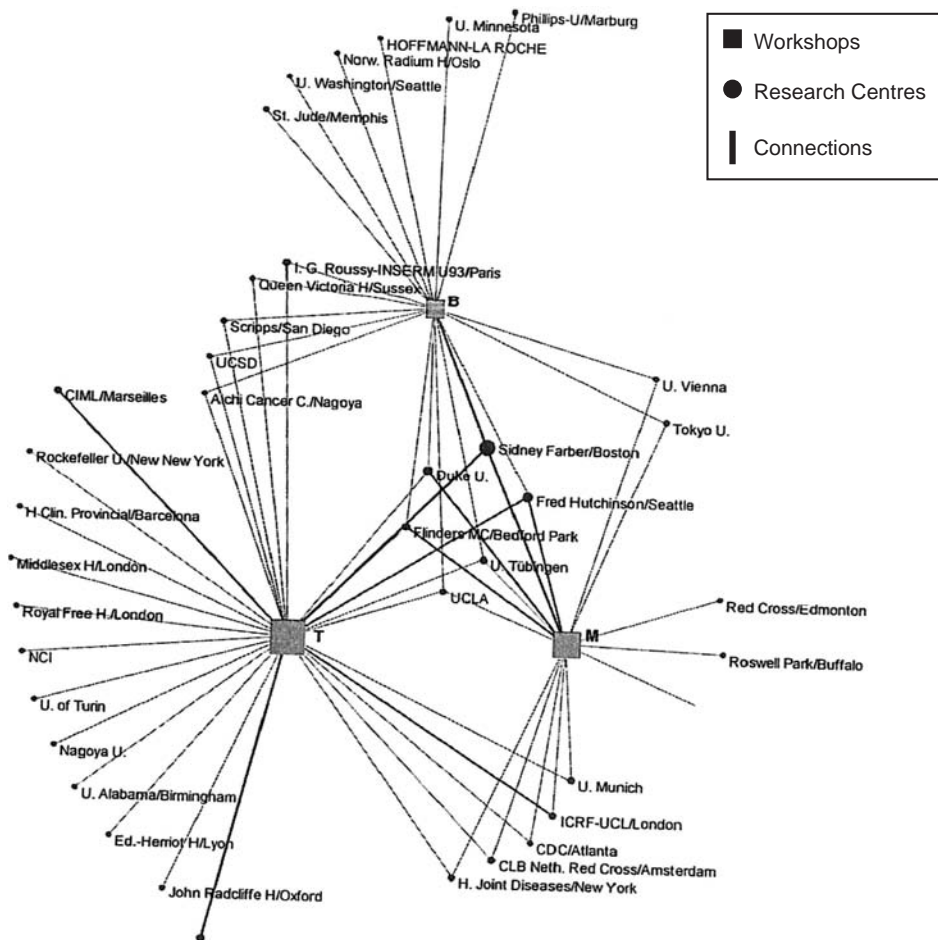 Phillips-U/Marburg
U. Minnesota
HOFFMANN-LA ROCHE
Norw. Radium H/Oslo
U. Washington/Seattle
St. Jude/Memphis
Workshops
Research Centres
Connections
I. G. Roussy-INSERM U93/Paris
Queen Victoria H/Sussex
B
Scripps/San Diego
UCSD
U. Vienna
CIML/Marseilles
Aichi Cancer C./Nagoya
Tokyo U.
Sidney Farber/Boston
Rockefeller U./New New York
Duke U.
Fred Hutchinson/Seattle
H Clin. Provincial/Barcelona
Flinders MC/Bedford Park
Middlesex H/London
U. Tübingen
UCLA
Royal Free H./London
Red Cross/Edmonton
T
M
NCI
Roswell Park/Buffalo
U. of Turin
Nagoya U.
U. Munich
U. Alabama/Birmingham
ICRF-UCL/London
Ed.-Herriot H/Lyon
CDC/Atlanta
CLB Neth. Red Cross/Amsterdam
John Radcliffe H/Oxford
H. Joint Diseases/New York